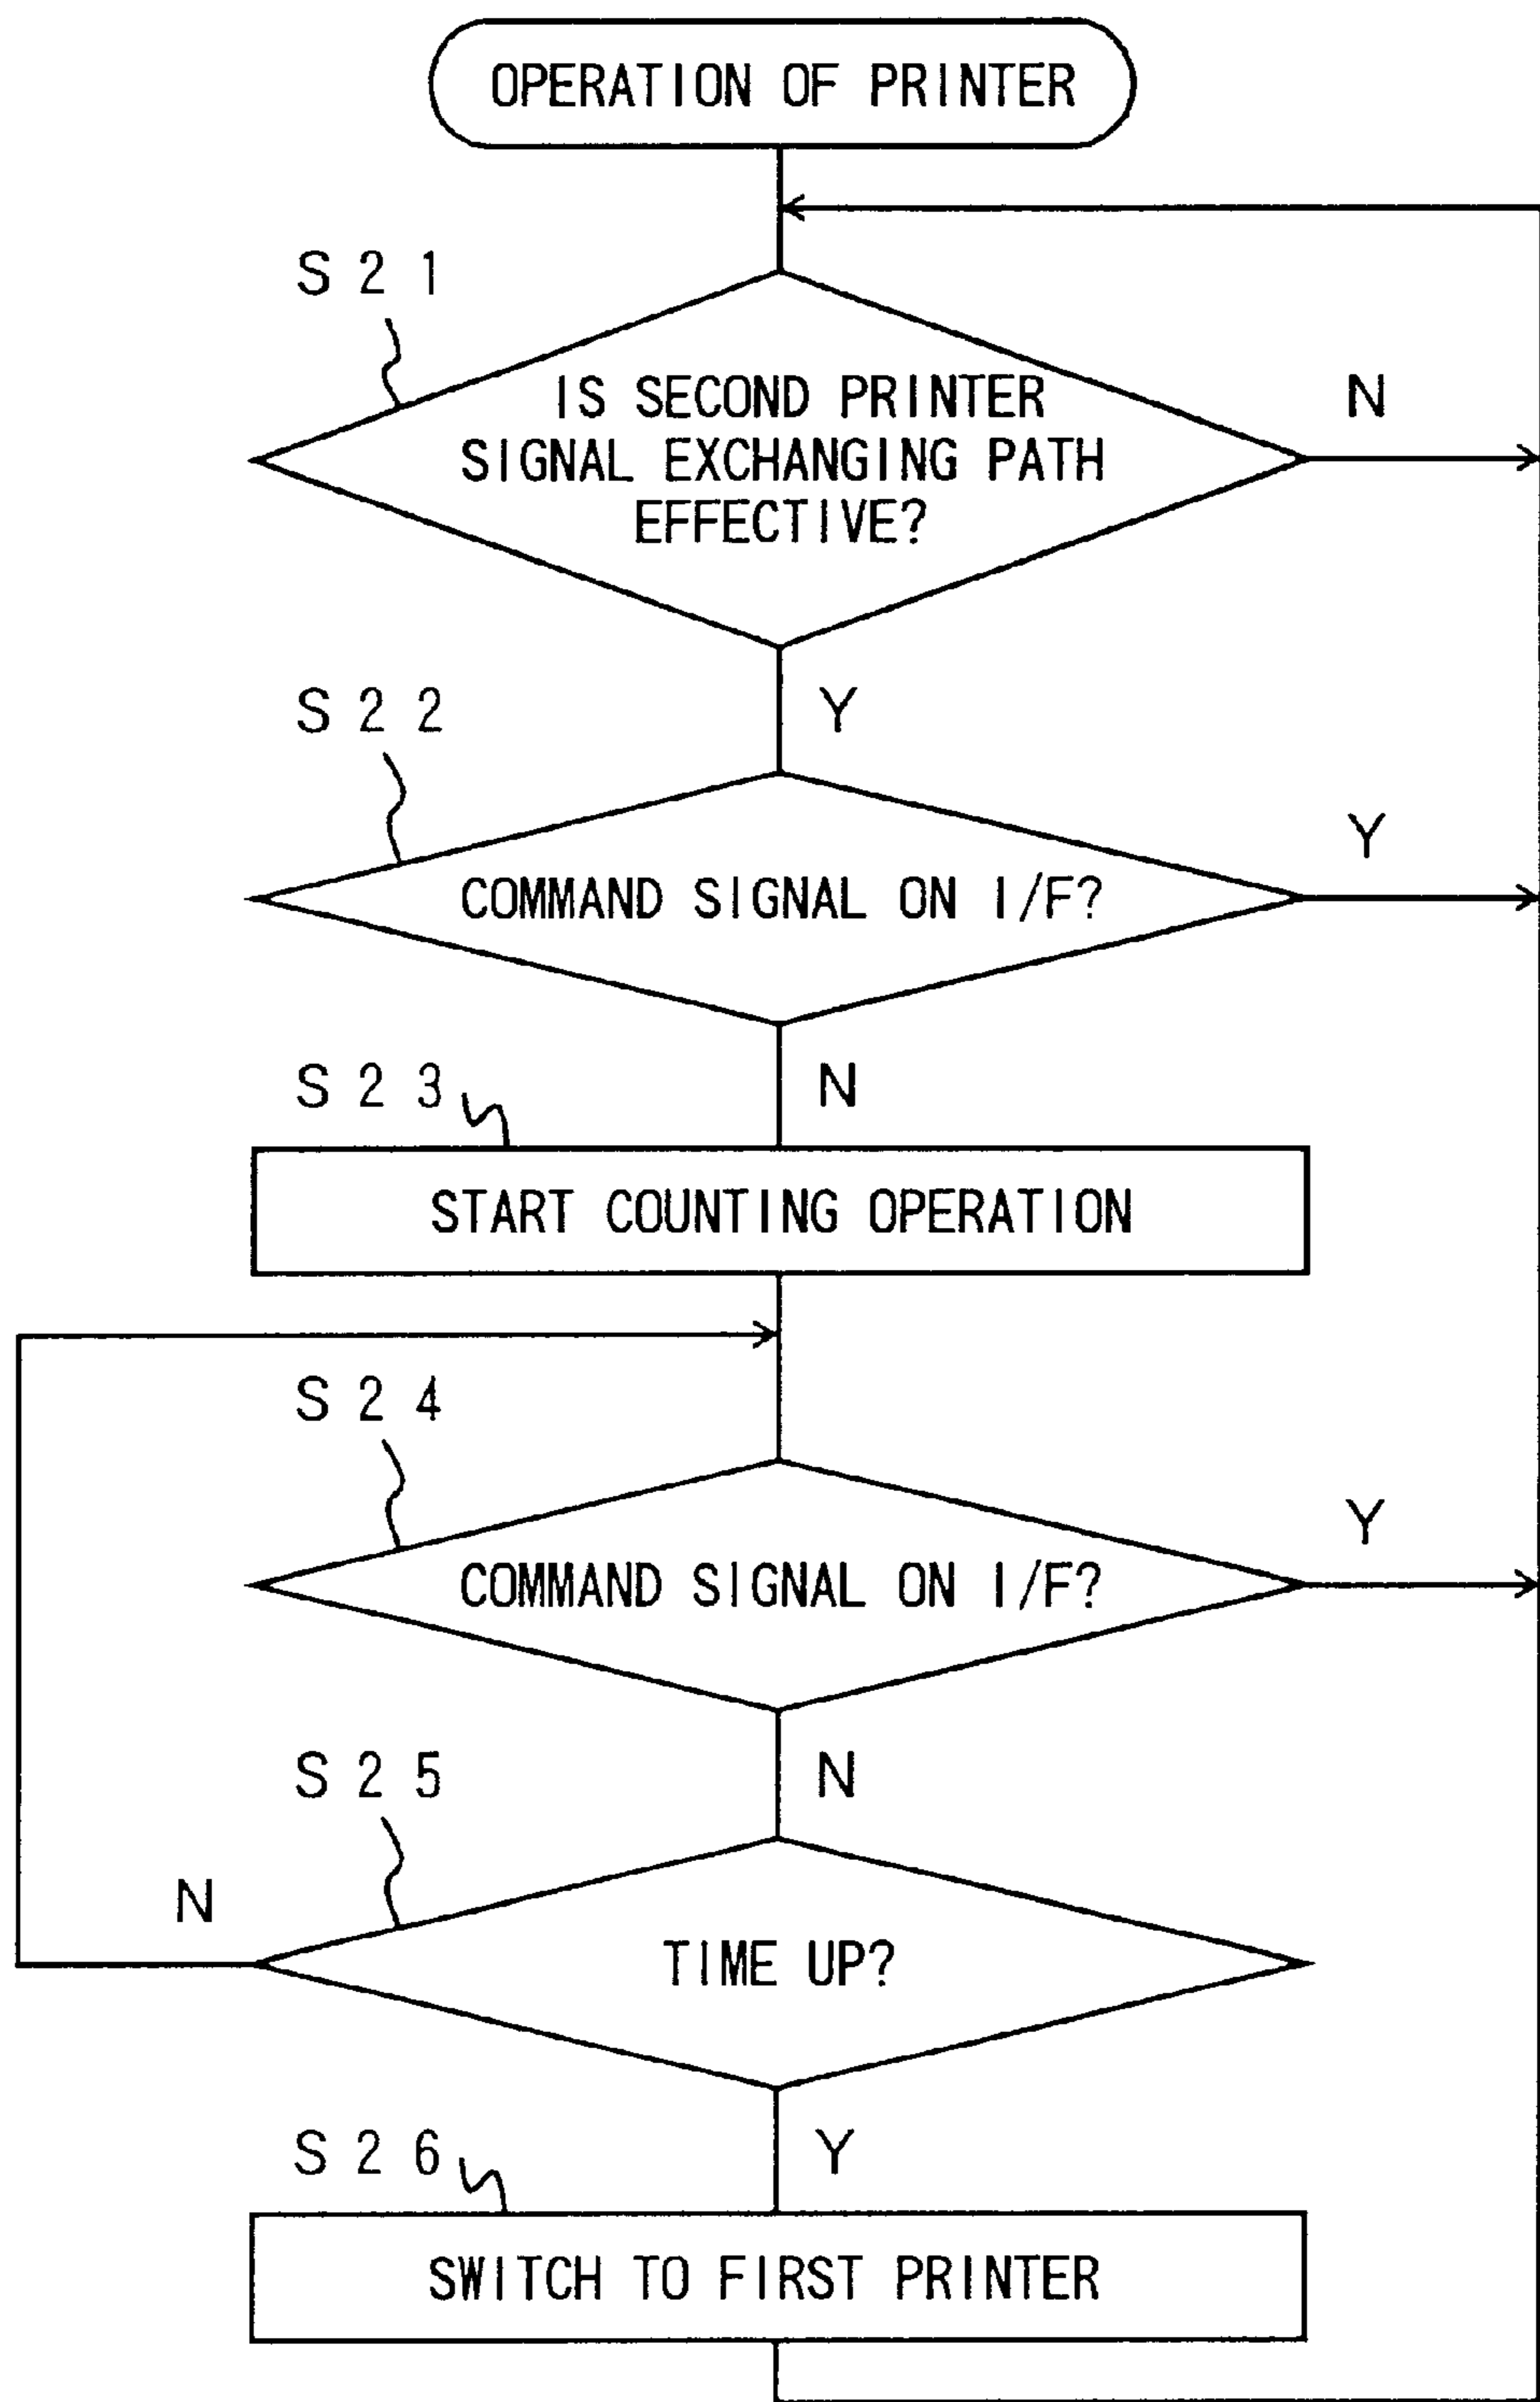 OPERATION OF PRINTER
S21
IS SECOND PRINTER
SIGNAL EXCHANGING PATH
EFFECTIVE?
N
Y
S22
COMMAND SIGNAL ON I/F?
Y
N
S23
START COUNTING OPERATION
S24
COMMAND SIGNAL ON I/F?
Y
N
S25
N
TIME UP?
Y
S26
SWITCH TO FIRST PRINTER